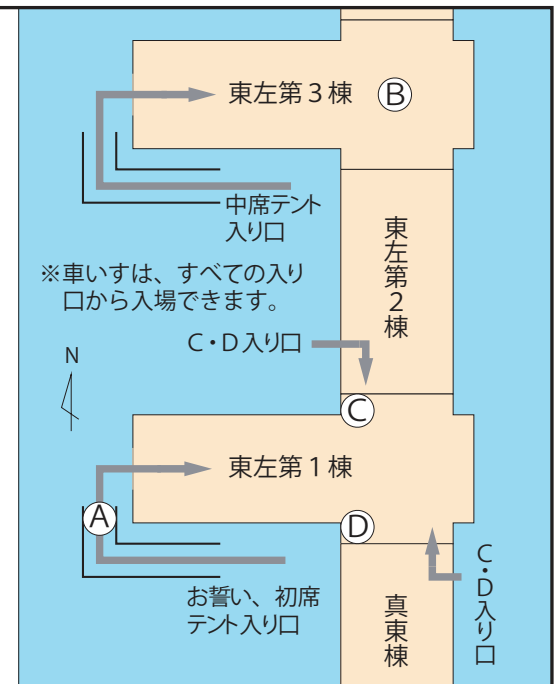 東左第3棟
B
中席テント
入り口
東左第2棟
※車いすは、すべての入り
口から入場できます。
C・D入り口
N
C
東左第1棟
A
D
お誓い、初席
テント入り口
真東棟
C・D入り口